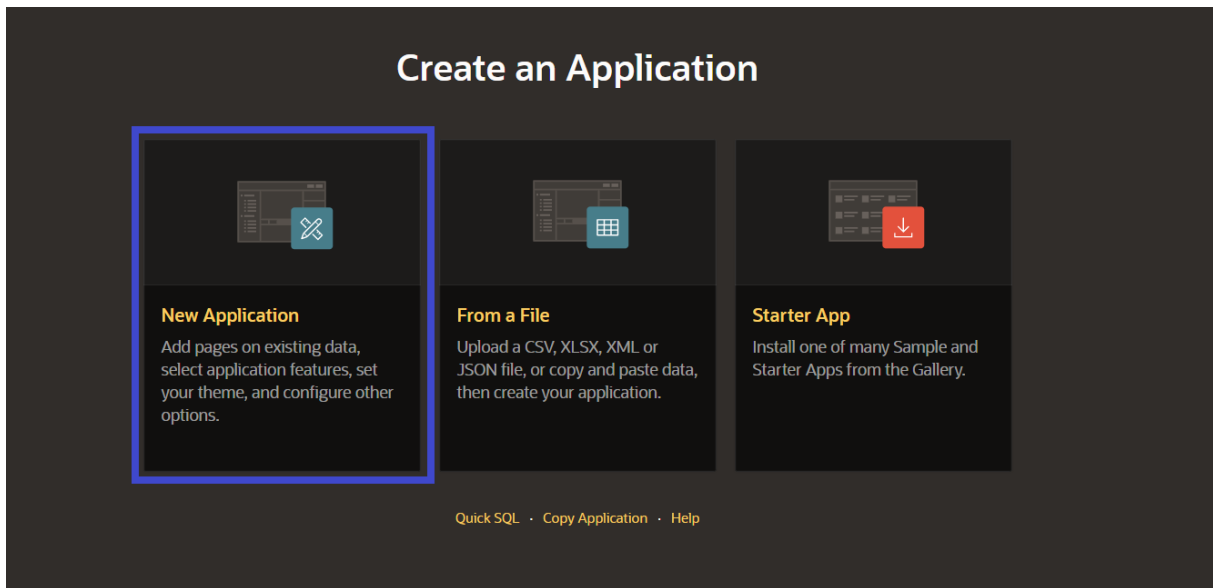 Create an Application
New Application
Add pages on existing data,
select application features, set
your theme, and configure other
options.
From a File
Upload a CSV, XLSX, XML or
JSON file, or copy and paste data,
then create your application.
Starter App
Install one of many Sample and
Starter Apps from the Gallery.
Quick SQL · Copy Application · Help